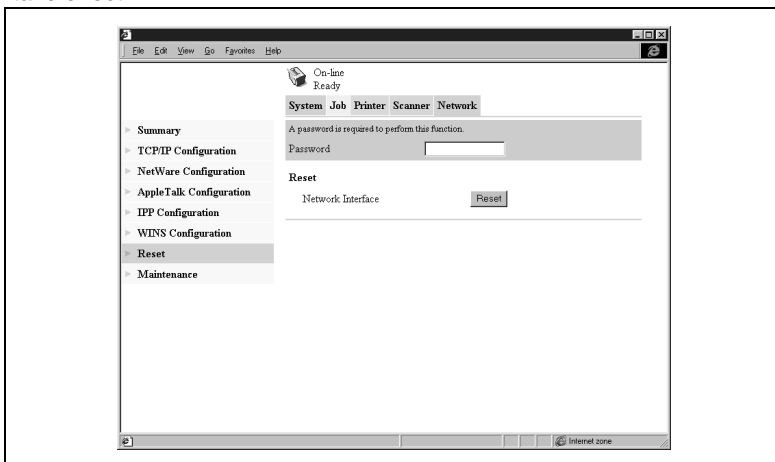 File Edit View Go Favorites Help
On-line
Ready
System Job Printer Scanner Network
Summary
TCP/IP Configuration
NetWare Configuration
AppleTalk Configuration
IPP Configuration
WINS Configuration
Reset
Maintenance
A password is required to perform this function.
Password
Reset
Network Interface Reset
Internet zone